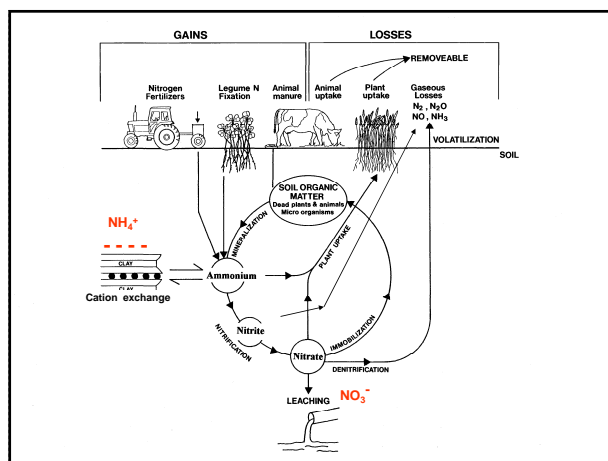 GAINS
LOSSES
REMOVEABLE
Nitrogen
Fertilizers
Legume N
Fixation
Animal
manure
Animal
uptake
Plant
uptake
Gaseous
Losses
N₂ , N₂O
NO , NH₃
VOLATILIZATION
SOIL
SOIL ORGANIC
MATTER
Dead plants & animals
Micro organisms
MINERALIZATION
PLANT UPTAKE
NH₄⁺
- - - -
CLAY
CLAY
Cation exchange
Ammonium
Nitrite
NITRIFICATION
IMMOBILIZATION
Nitrate
DENITRIFICATION
LEACHING
NO₃⁻